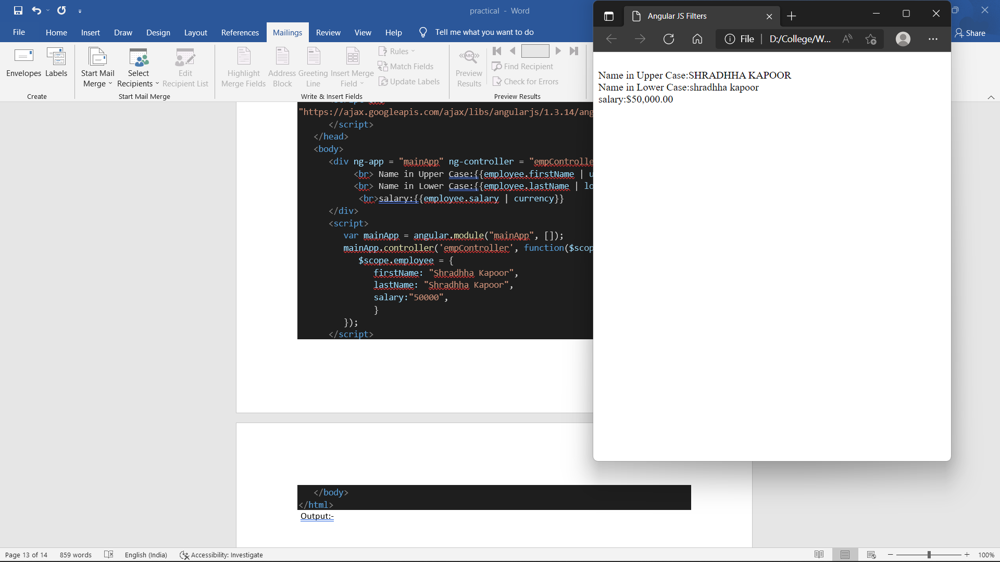 practical - Word
File Home Insert Draw Design Layout References Mailings Review View Help Tell me what you want to do
Share
Envelopes Labels
Create
Start Mail Merge
Select Recipients
Edit Recipient List
Start Mail Merge
Highlight Merge Fields
Address Block
Greeting Line
Insert Merge Field
Rules
Match Fields
Update Labels
Write & Insert Fields
ABC
Preview Results
Find Recipient
Check for Errors
Preview Results
"https://ajax.googleapis.com/ajax/libs/angularjs/1.3.14/ang
</script>
</head>
<body>
<div ng-app = "mainApp" ng-controller = "empControlle
<br> Name in Upper Case:{{employee.firstName | u
<br> Name in Lower Case:{{employee.lastName | lo
<br>salary:{{employee.salary | currency}}
</div>
<script>
var mainApp = angular.module("mainApp", []);
mainApp.controller('empController', function($scop
$scope.employee = {
firstName: "Shradhha Kapoor",
lastName: "Shradhha Kapoor",
salary:"50000",
}
});
</script>
</body>
</html>
Output:-
Angular JS Filters
File D:/College/W...
Name in Upper Case:SHRADHHA KAPOOR
Name in Lower Case:shradhha kapoor
salary:$50,000.00
Page 13 of 14 859 words English (India) Accessibility: Investigate 100%